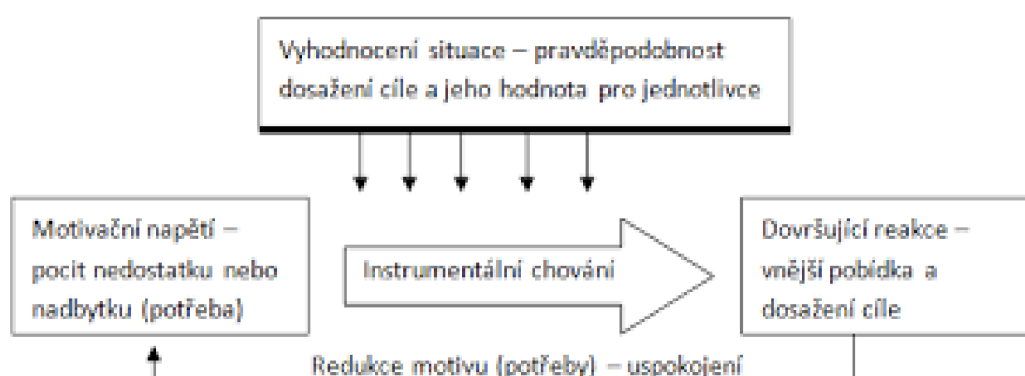 Vyhodnocení situace – pravděpodobnost
dosažení cíle a jeho hodnota pro jednotlivce
Motivační napětí –
pocit nedostatku nebo
nadbytku (potřeba)
Instrumentální chování
Dovršující reakce –
vnější pobídka a
dosažení cíle
Redukce motivu (potřeby) – uspokojení